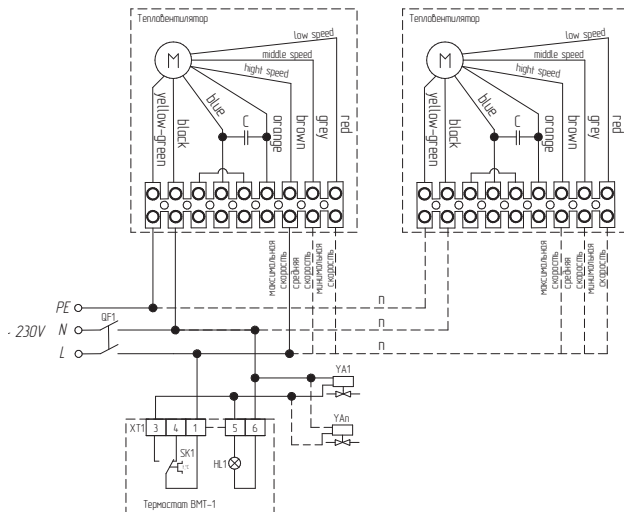 Тепловентилятор
low speed
middle speed
hight speed
M
yellow-green
black
blue
C
orange
brown
grey
red
максимальная
скорость
средняя
скорость
минимальная
скорость
Тепловентилятор
low speed
middle speed
hight speed
M
yellow-green
black
blue
C
orange
brown
grey
red
максимальная
скорость
средняя
скорость
минимальная
скорость
PE
n
~ 230V
N
QF1
n
L
n
YA1
YAn
XT1
3
4
1
5
6
SK1
t°C
HL1
Термостат ВМТ-1